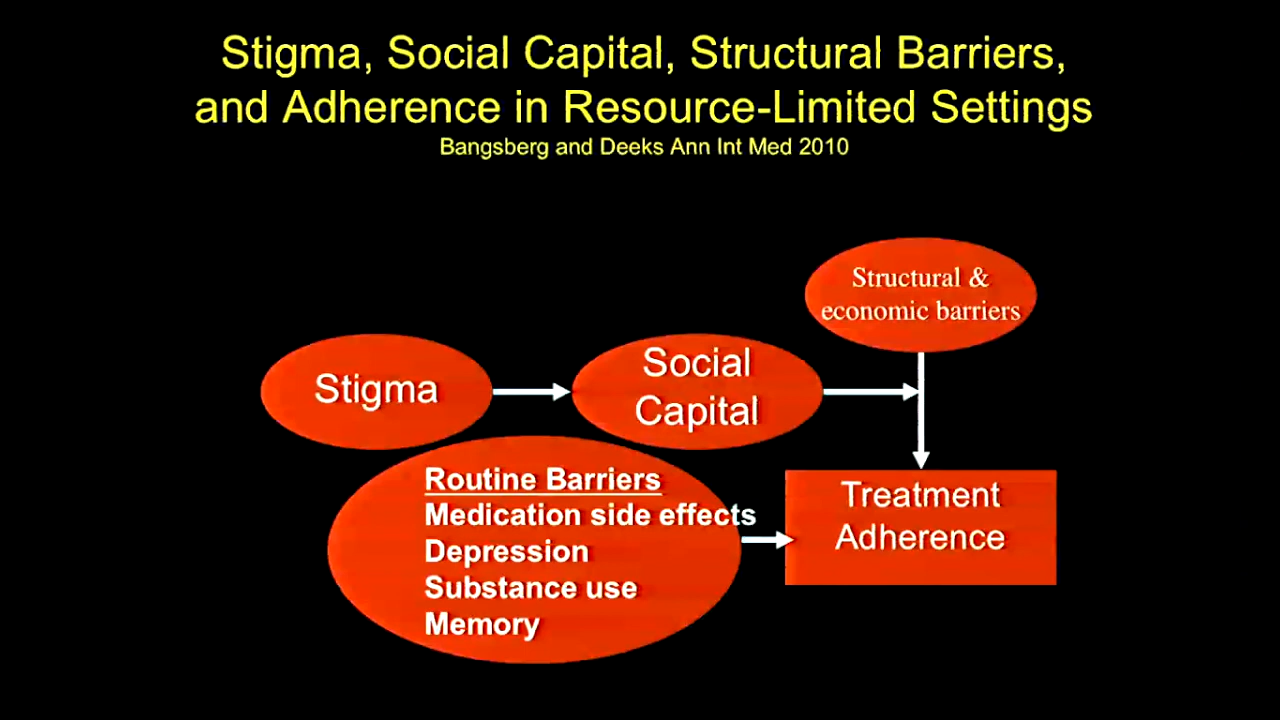 Stigma, Social Capital, Structural Barriers,
and Adherence in Resource-Limited Settings
Bangsberg and Deeks Ann Int Med 2010
Structural &
economic barriers
Stigma
Social
Capital
Routine Barriers
Medication side effects
Depression
Substance use
Memory
Treatment
Adherence